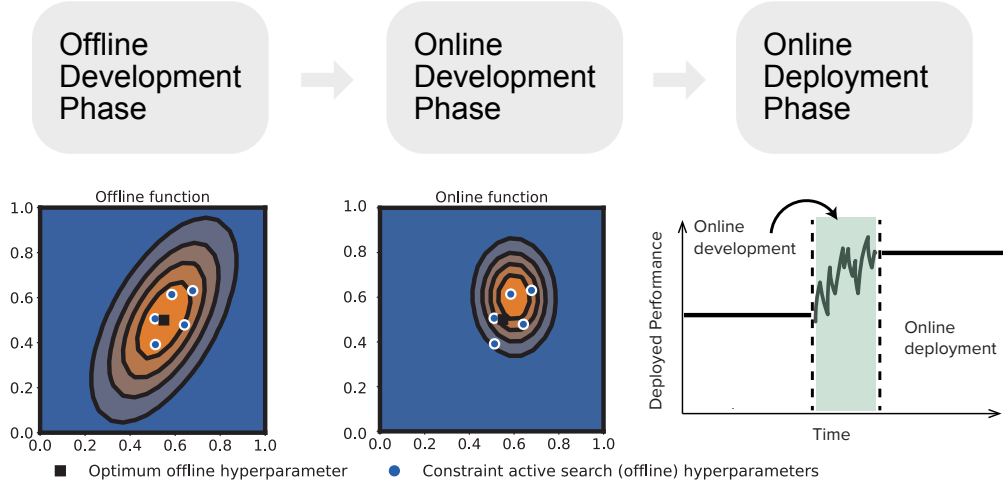 Offline
Development
Phase
Online
Development
Phase
Online
Deployment
Phase
Offline function
1.0
0.8
0.6
0.4
0.2
0.0
0.0 0.2 0.4 0.6 0.8 1.0
Online function
1.0
0.8
0.6
0.4
0.2
0.0
0.0 0.2 0.4 0.6 0.8 1.0
Deployed Performance
Online
development
Online
deployment
Time
Optimum offline hyperparameter
Constraint active search (offline) hyperparameters